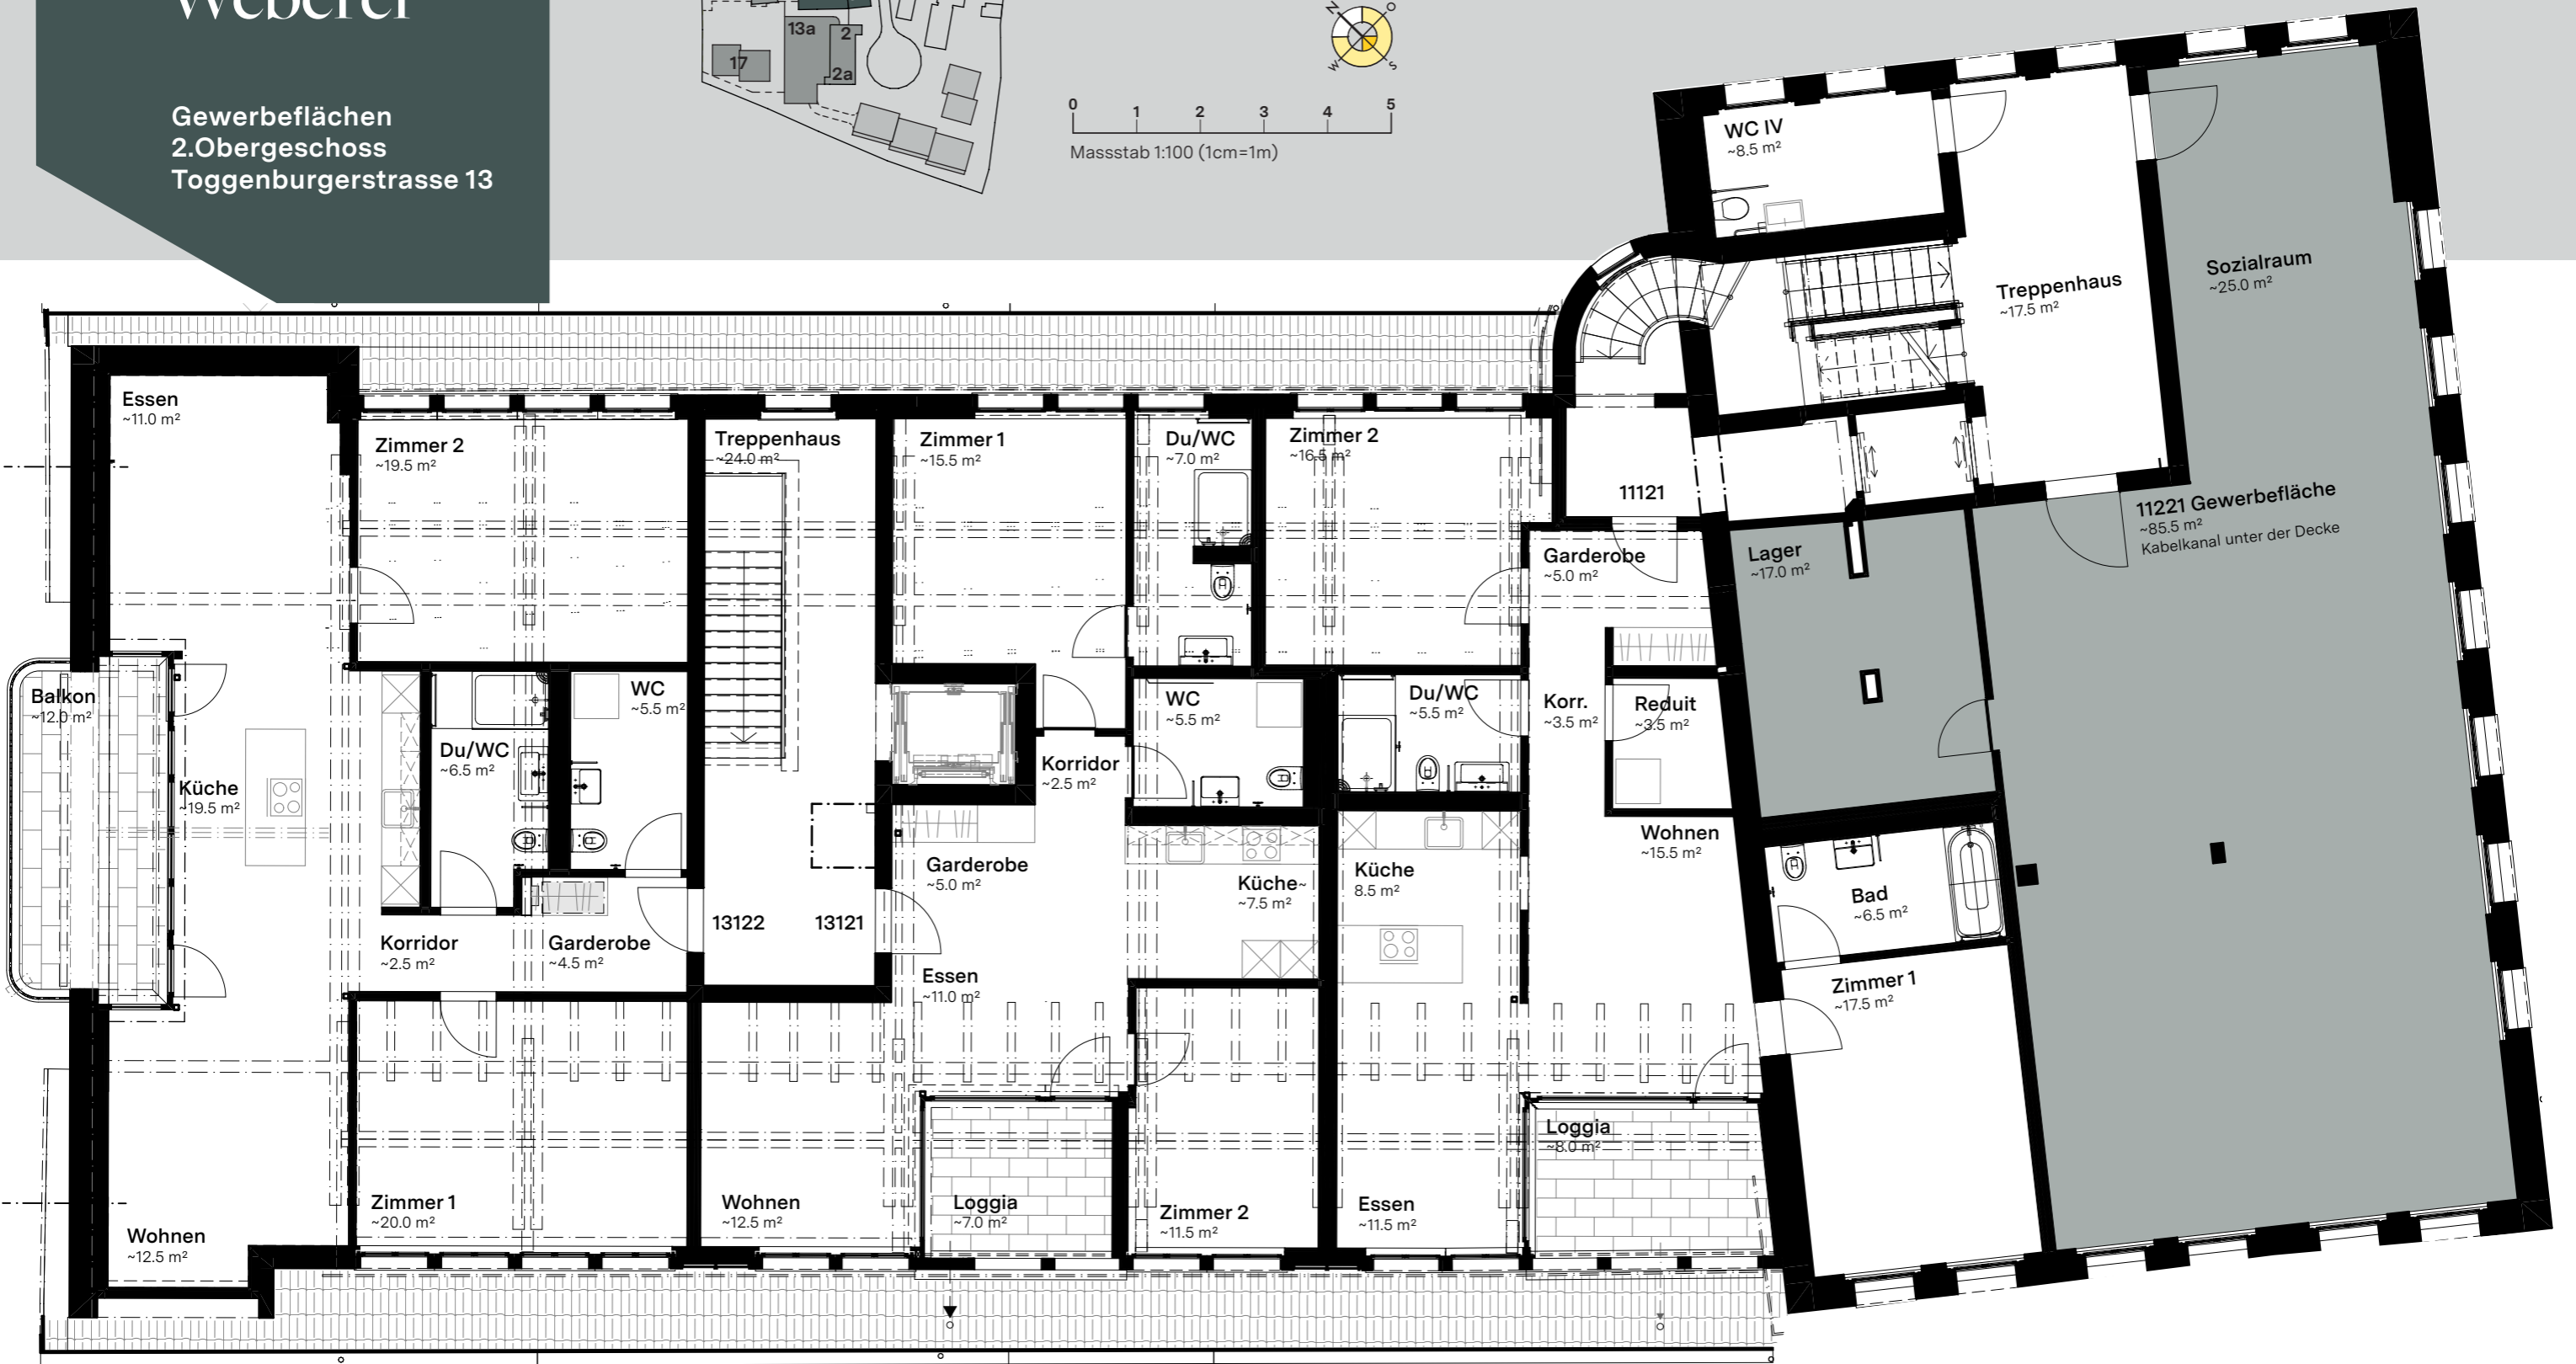 Weberei
Gewerbeflächen
2.Obergeschoss
Toggenburgerstrasse 13
13a
2
17
2a
Z
O
W
S
0 1 2 3 4 5
Massstab 1:100 (1cm=1m)
WC IV
~8.5 m²
Treppenhaus
~17.5 m²
Sozialraum
~25.0 m²
11221 Gewerbefläche
~85.5 m²
Kabelkanal unter der Decke
Lager
~17.0 m²
Essen
~11.0 m²
Zimmer 2
~19.5 m²
Treppenhaus
~24.0 m²
Zimmer 1
~15.5 m²
Du/WC
~7.0 m²
Zimmer 2
~16.5 m²
11121
Garderobe
~5.0 m²
Balkon
~12.0 m²
Küche
~19.5 m²
Du/WC
~6.5 m²
WC
~5.5 m²
Korridor
~2.5 m²
WC
~5.5 m²
Du/WC
~5.5 m²
Korr.
~3.5 m²
Reduit
~3.5 m²
Wohnen
~15.5 m²
Garderobe
~5.0 m²
Küche~
~7.5 m²
Küche
8.5 m²
Bad
~6.5 m²
Korridor
~2.5 m²
Garderobe
~4.5 m²
13122
13121
Essen
~11.0 m²
Zimmer 1
~17.5 m²
Wohnen
~12.5 m²
Zimmer 1
~20.0 m²
Wohnen
~12.5 m²
Loggia
~7.0 m²
Zimmer 2
~11.5 m²
Essen
~11.5 m²
Loggia
~8.0 m²